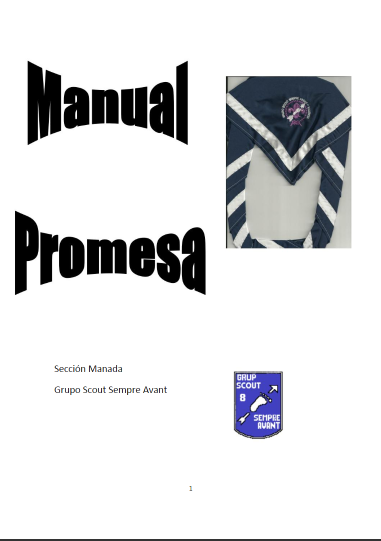 Manual
Promesa
Sección Manada
Grupo Scout Sempre Avant
GRUP
SCOUT
8
SEMPRE
AVANT
1